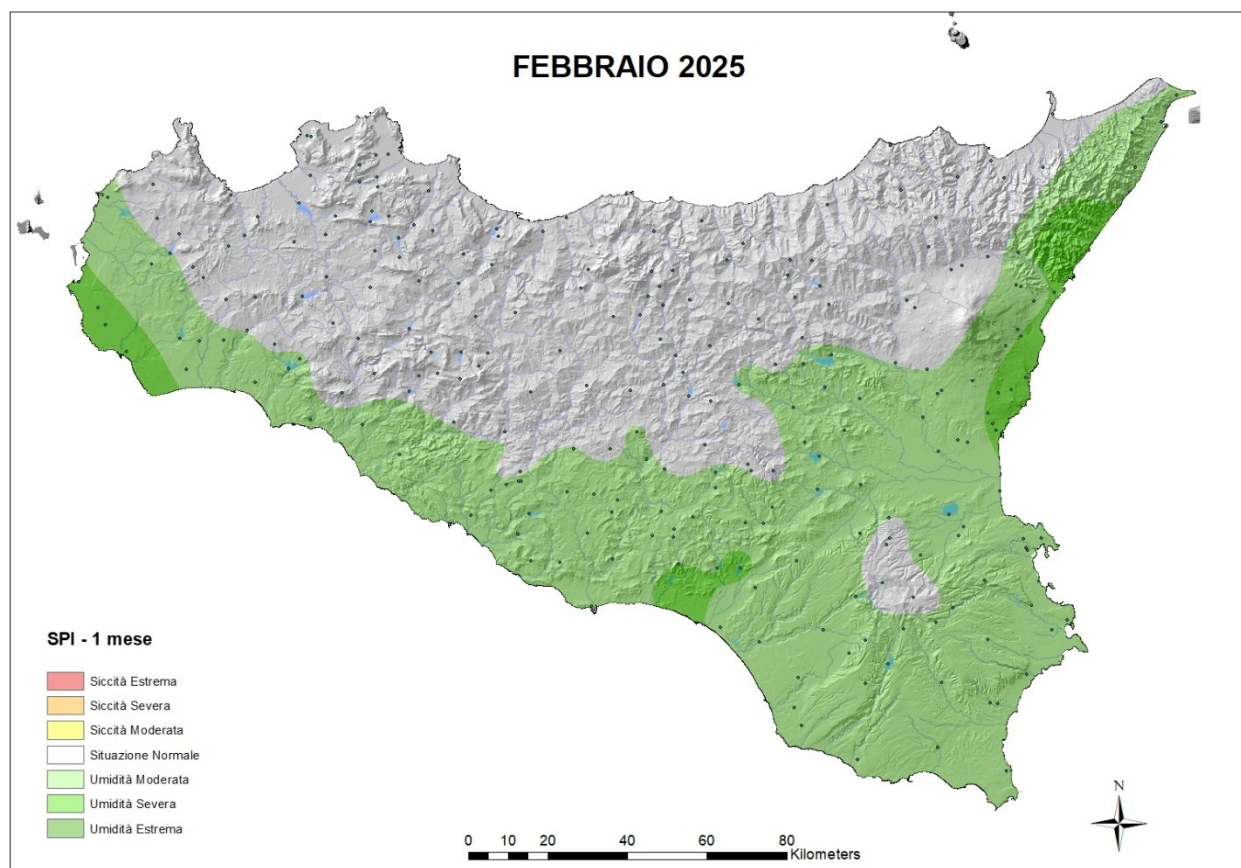 FEBBRAIO 2025
SPI - 1 mese
Siccità Estrema
Siccità Severa
Siccità Moderata
Situazione Normale
Umidità Moderata
Umidità Severa
Umidità Estrema
N
0 10 20 40 60 80
Kilometers